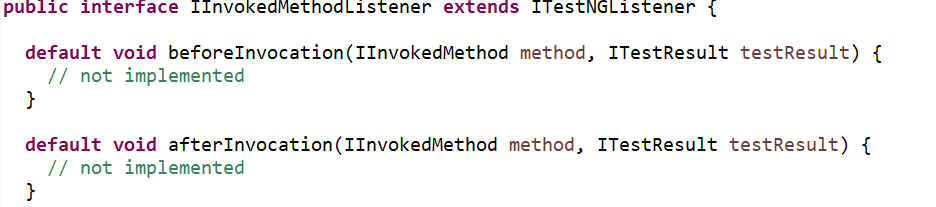 public interface IInvokedMethodListener extends ITestNGListener {
default void beforeInvocation(IInvokedMethod method, ITestResult testResult) {
// not implemented
}
default void afterInvocation(IInvokedMethod method, ITestResult testResult) {
// not implemented
}